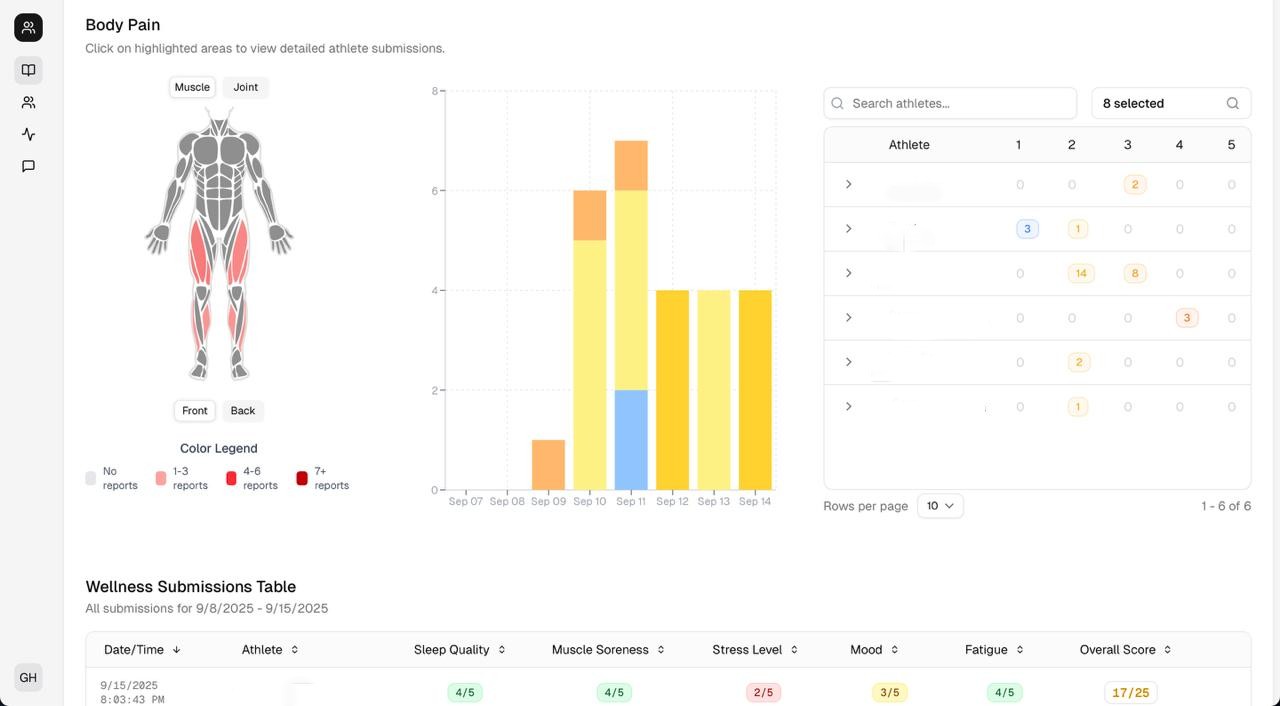 Body Pain
Click on highlighted areas to view detailed athlete submissions.
Muscle Joint
Front Back
Color Legend
No reports 1-3 reports 4-6 reports 7+ reports
8
6
4
2
0
Sep 07 Sep 08 Sep 09 Sep 10 Sep 11 Sep 12 Sep 13 Sep 14
Search athletes... 8 selected
Athlete 1 2 3 4 5
0 0 2 0 0
3 1 0 0 0
0 14 8 0 0
0 0 0 3 0
0 2 0 0 0
0 1 0 0 0
Rows per page 10 1 - 6 of 6
Wellness Submissions Table
All submissions for 9/8/2025 - 9/15/2025
Date/Time Athlete Sleep Quality Muscle Soreness Stress Level Mood Fatigue Overall Score
9/15/2025
8:03:43 PM
4/5 4/5 2/5 3/5 4/5 17/25
GH